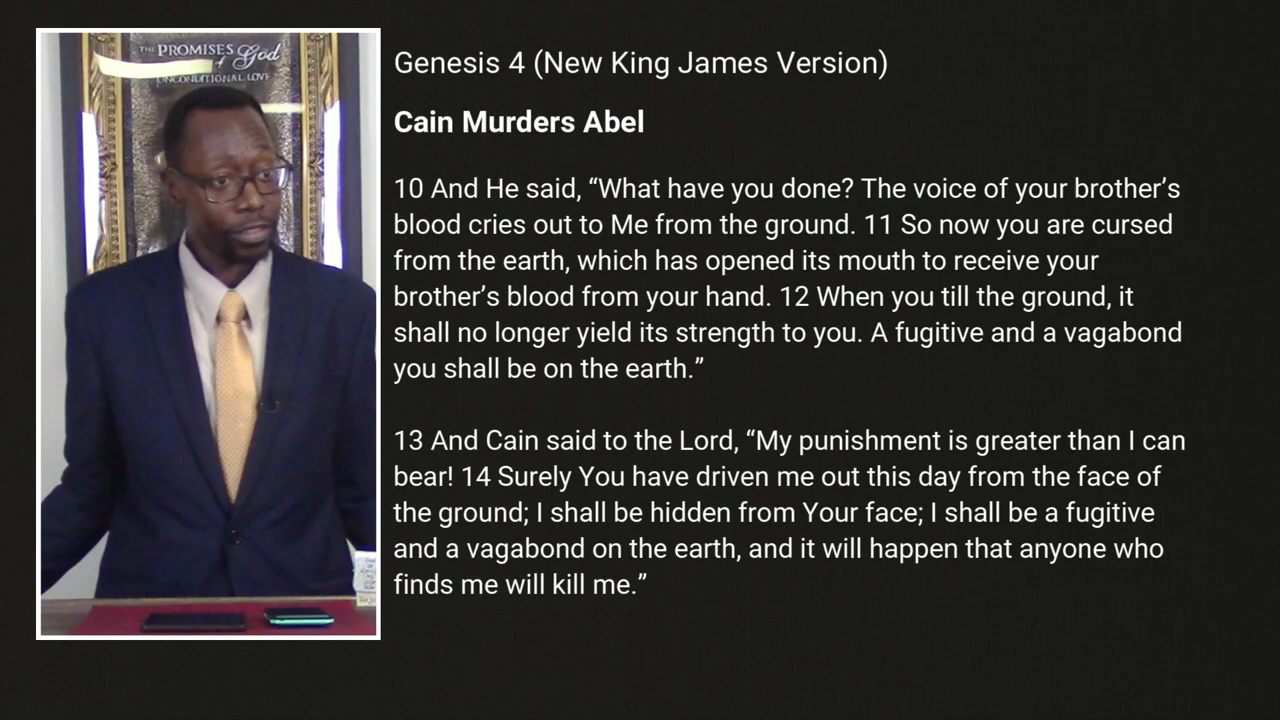 THE PROMISES
of God
UNCONDITIONAL LOVE
Genesis 4 (New King James Version)
Cain Murders Abel
10 And He said, “What have you done? The voice of your brother’s
blood cries out to Me from the ground. 11 So now you are cursed
from the earth, which has opened its mouth to receive your
brother’s blood from your hand. 12 When you till the ground, it
shall no longer yield its strength to you. A fugitive and a vagabond
you shall be on the earth.”
13 And Cain said to the Lord, “My punishment is greater than I can
bear! 14 Surely You have driven me out this day from the face of
the ground; I shall be hidden from Your face; I shall be a fugitive
and a vagabond on the earth, and it will happen that anyone who
finds me will kill me.”